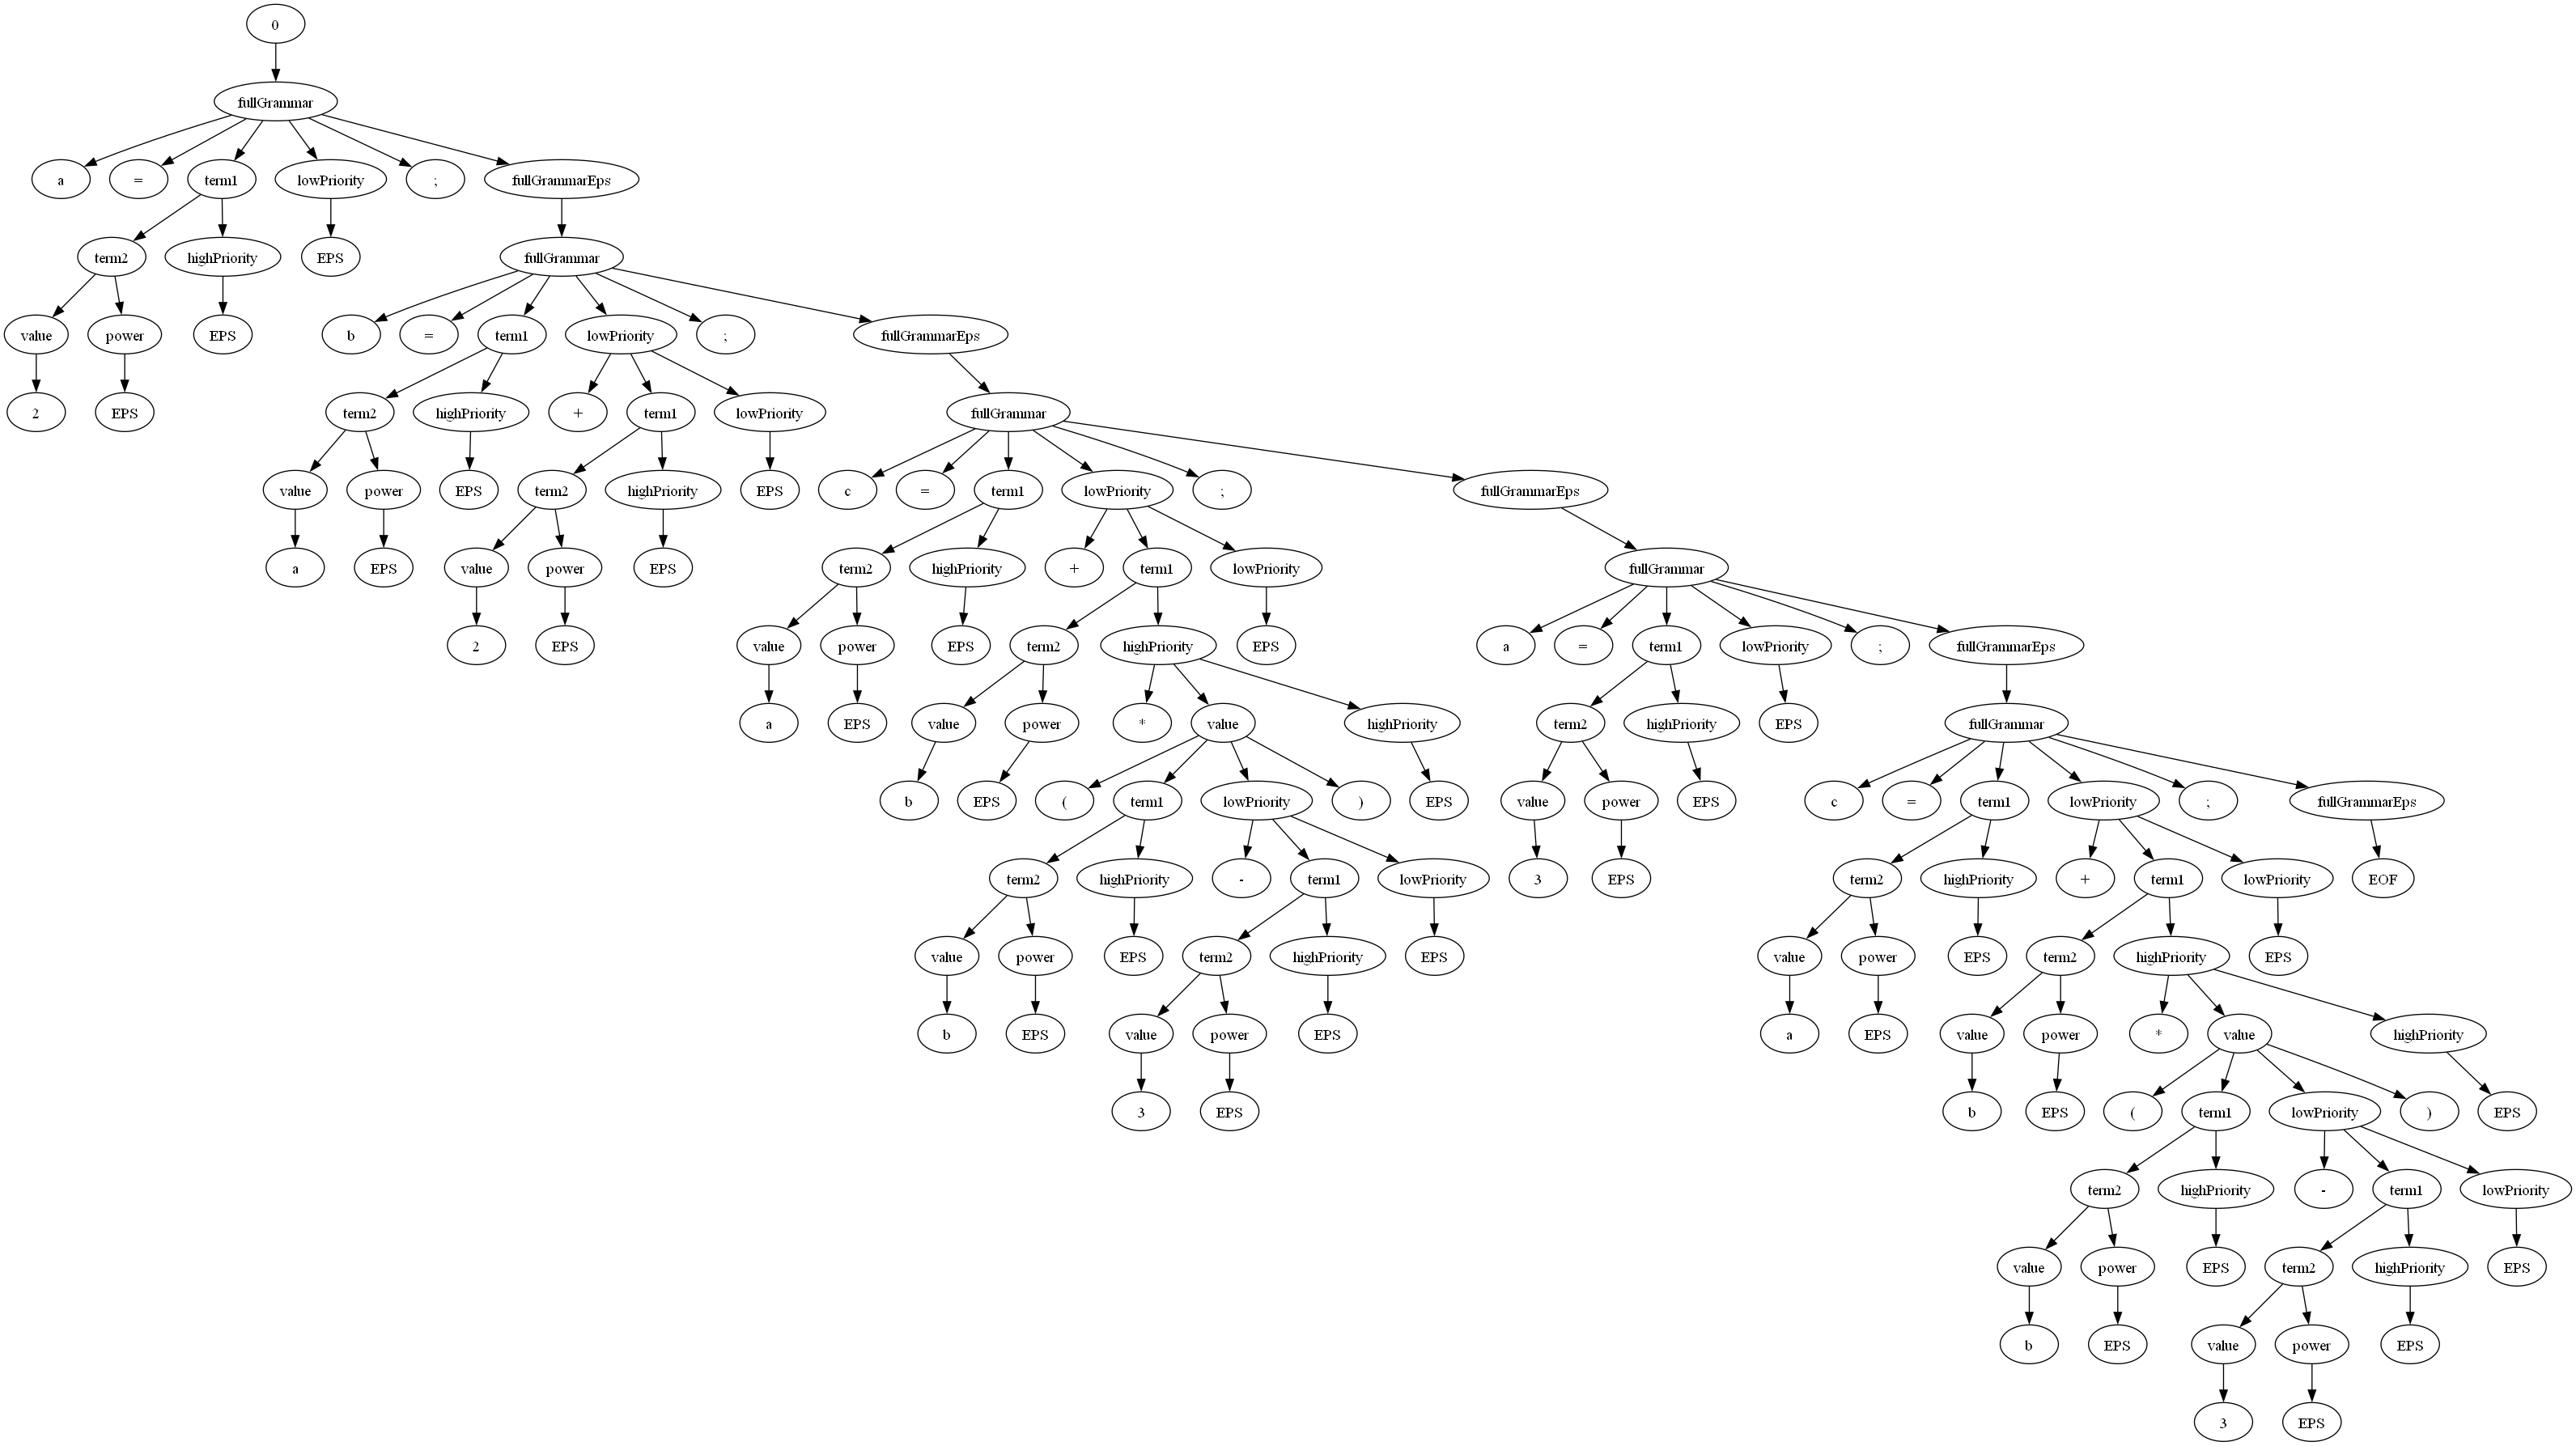 0
fullGrammar
a = term1 lowPriority ; fullGrammarEps
term2 highPriority EPS fullGrammar
value power EPS b = term1 lowPriority ; fullGrammarEps
2 EPS term2 highPriority + term1 lowPriority fullGrammar
value power EPS term2 highPriority EPS c = term1 lowPriority ; fullGrammarEps
a EPS value power EPS term2 highPriority + term1 lowPriority fullGrammar
2 EPS value power EPS term2 highPriority EPS a = term1 lowPriority ; fullGrammarEps
a EPS value power * value highPriority term2 highPriority EPS fullGrammar
b EPS ( term1 lowPriority ) EPS value power EPS c = term1 lowPriority ; fullGrammarEps
term2 highPriority - term1 lowPriority 3 EPS term2 highPriority + term1 lowPriority EOF
value power EPS term2 highPriority EPS value power EPS term2 highPriority EPS
b EPS value power EPS a EPS value power * value highPriority
3 EPS b EPS ( term1 lowPriority ) EPS
term2 highPriority - term1 lowPriority
value power EPS term2 highPriority EPS
b EPS value power EPS
3 EPS